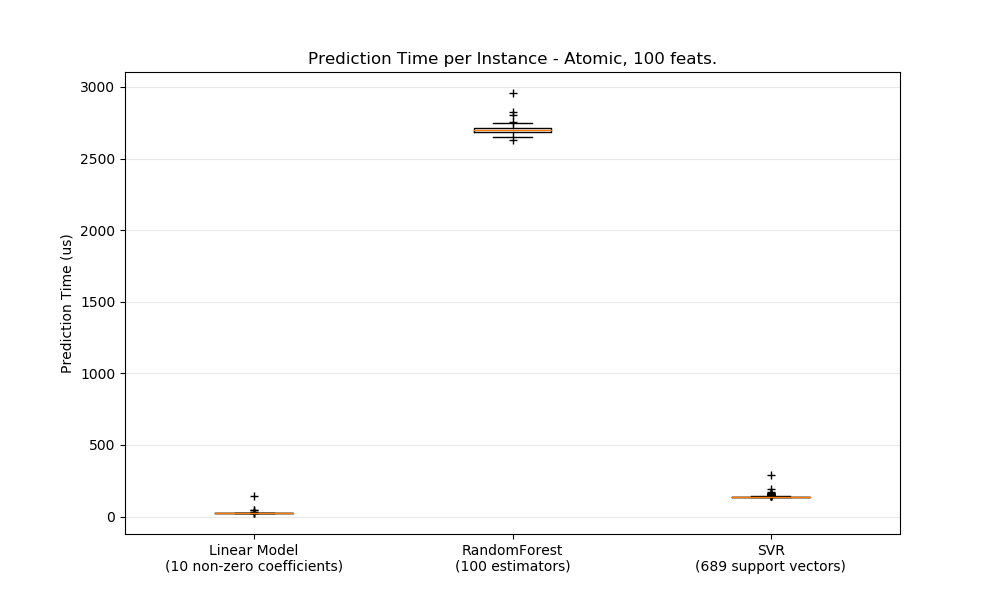 Prediction Time per Instance - Atomic, 100 feats.
Prediction Time (us)
3000
2500
2000
1500
1000
500
0
Linear Model
(10 non-zero coefficients)
RandomForest
(100 estimators)
SVR
(689 support vectors)